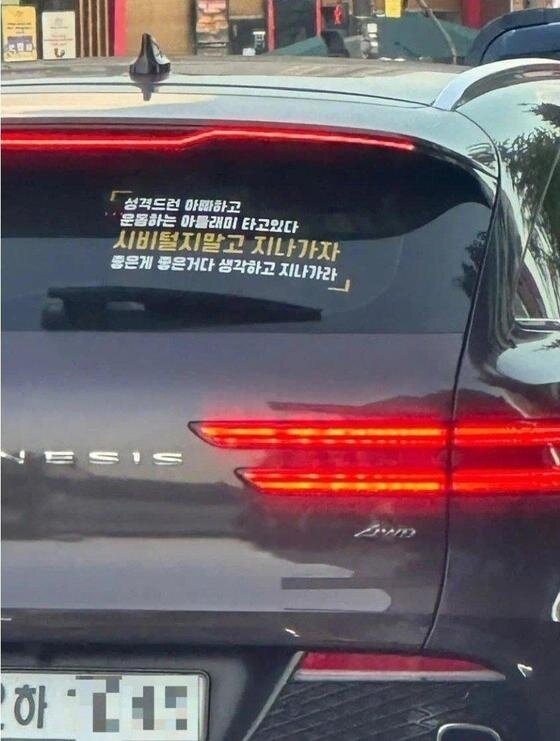 성격드런 아빠하고
운동하는 아들래미 타고있다
시비털지말고 지나가자
좋은게 좋은거다 생각하고 지나가라
NESIS
AWD
하